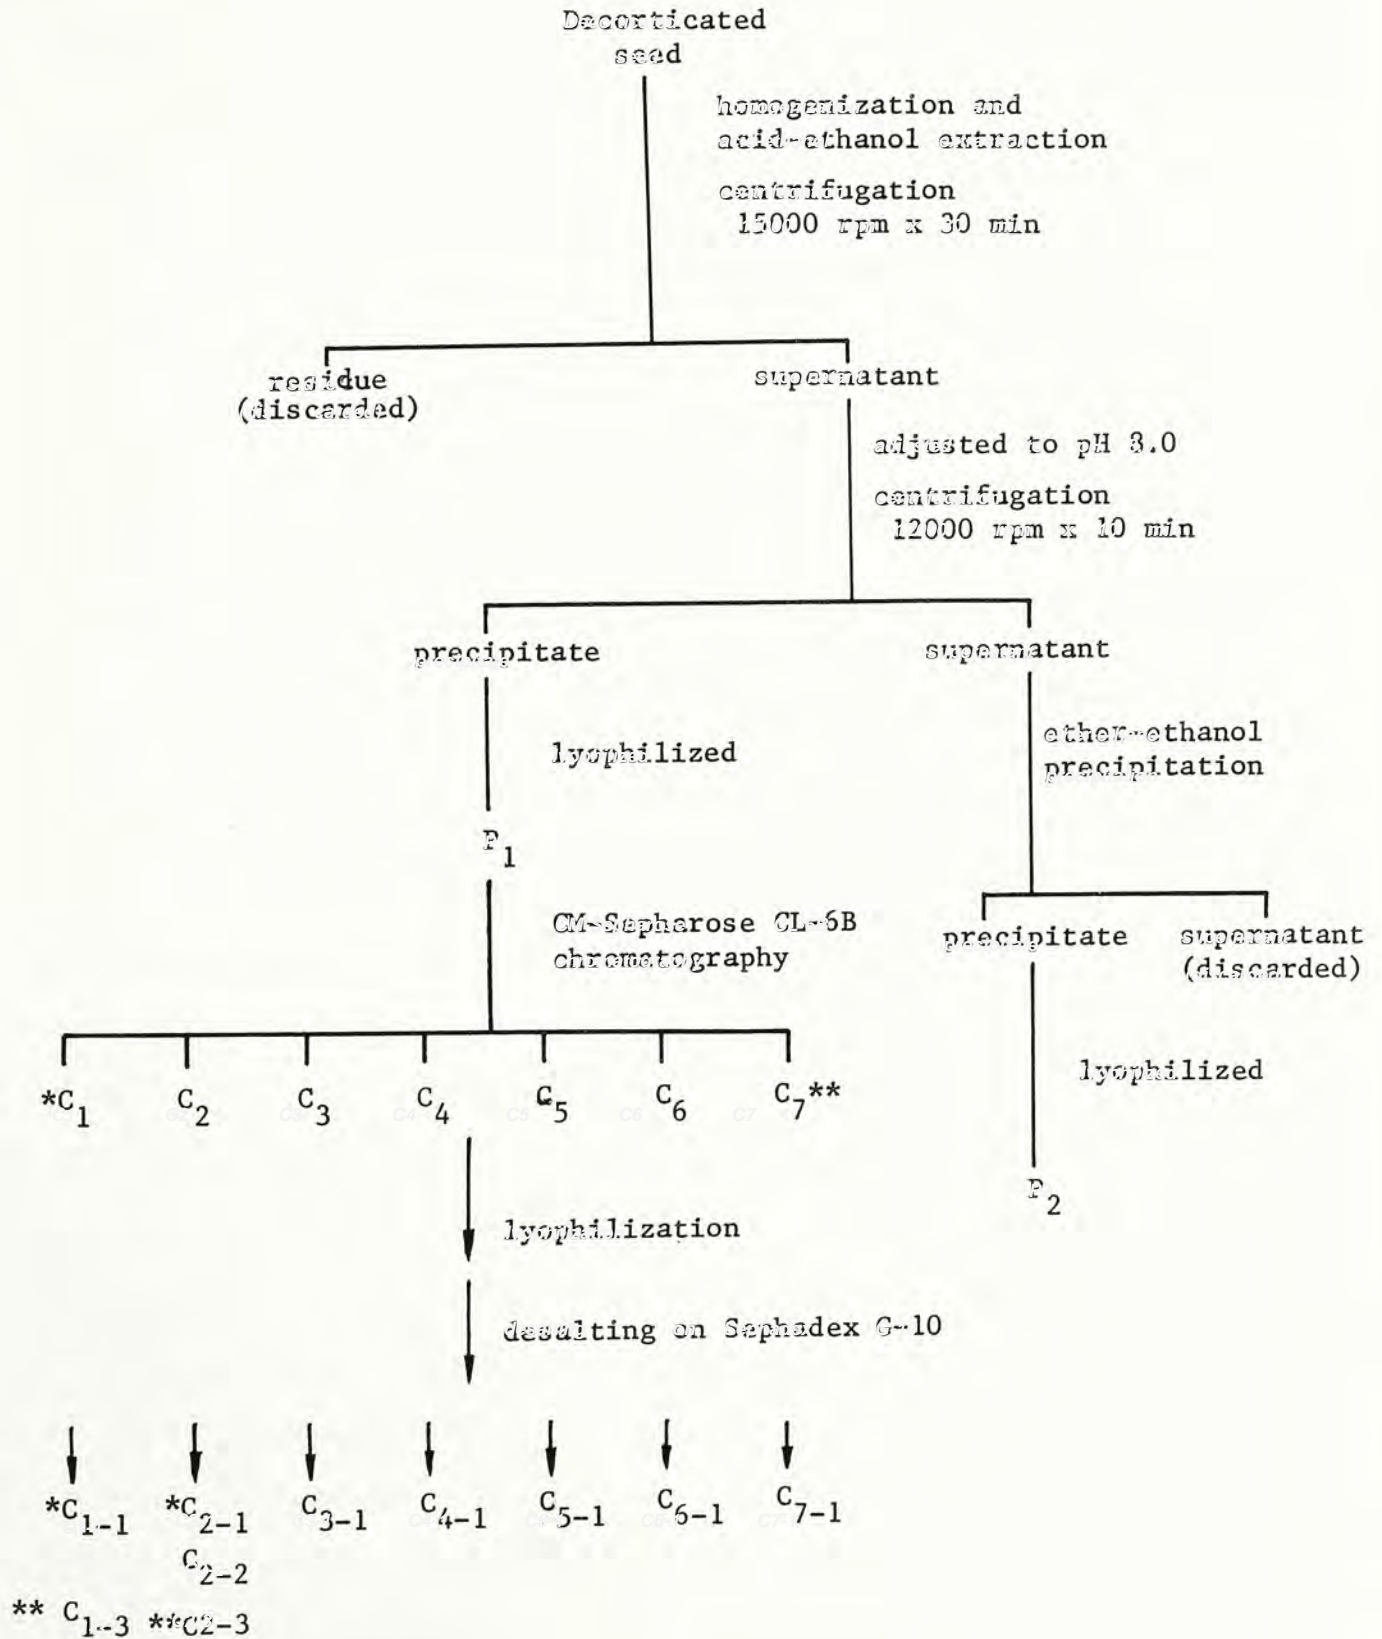 Decorticated
seed
homogenization and
acid-ethanol extraction
centrifugation
15000 rpm x 30 min
residue
(discarded)
supernatant
adjusted to pH 8.0
centrifugation
12000 rpm x 10 min
precipitate
supernatant
lyophilized
ether-ethanol
precipitation
P1
CM-Sepharose CL-6B
chromatography
precipitate
supernatant
(discarded)
*C1 C2 C3 C4 C5 C6 C7**
lyophilized
P2
lyophilization
desalting on Sephadex G-10
*C1-1 *C2-1 C3-1 C4-1 C5-1 C6-1 C7-1
C2-2
** C1-3 **C2-3